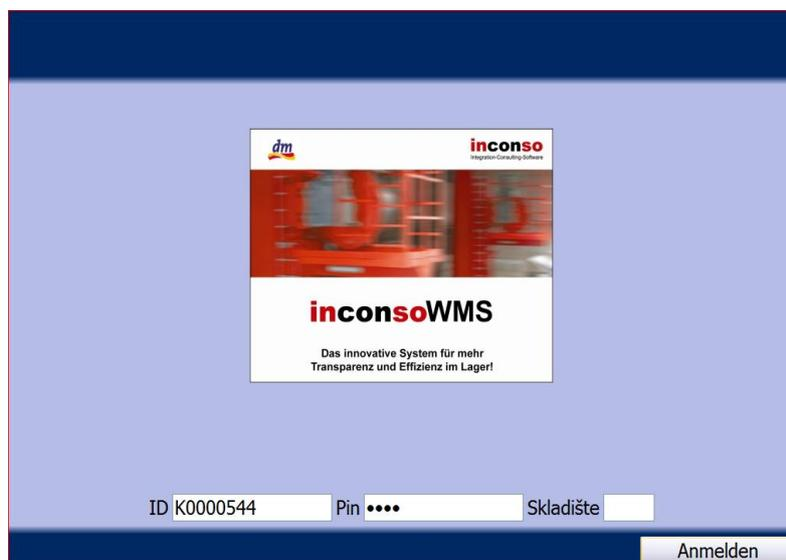 dm
inconso
Integration-Consulting-Software
inconsoWMS
Das innovative System für mehr
Transparenz und Effizienz im Lager!
ID K0000544 Pin •••• Skladište
Anmelden